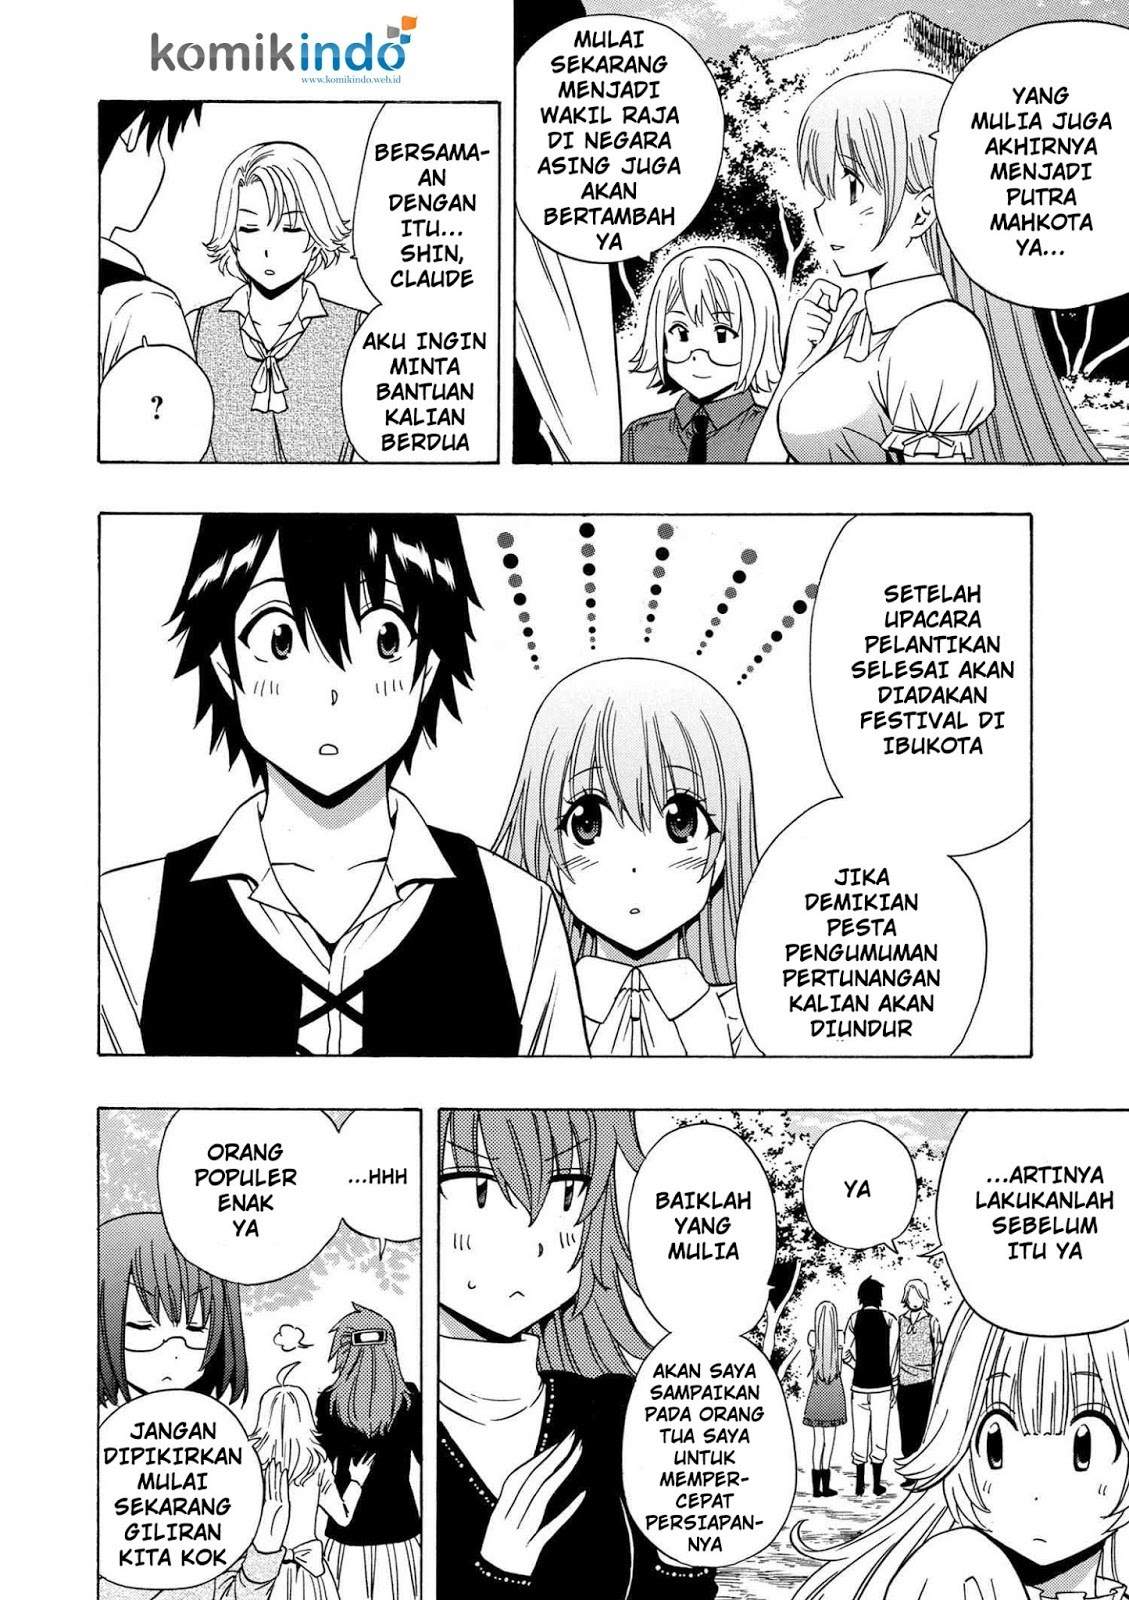 komikindo
www.komikindo.web.id
YANG
MULIA JUGA
AKHIRNYA
MENJADI
PUTRA
MAHKOTA
YA...
MULAI
SEKARANG
MENJADI
WAKIL RAJA
DI NEGARA
ASING JUGA
AKAN
BERTAMBAH
YA
BERSAMA-
AN
DENGAN
ITU...
SHIN,
CLAUDE
AKU INGIN
MINTA
BANTUAN
KALIAN
BERDUA
?
SETELAH
UPACARA
PELANTIKAN
SELESAI AKAN
DIADAKAN
FESTIVAL DI
IBUKOTA
JIKA
DEMIKIAN
PESTA
PENGUMUMAN
PERTUNANGAN
KALIAN AKAN
DIUNDUR
...ARTINYA
LAKUKANLAH
SEBELUM
ITU YA
YA
BAIKLAH
YANG
MULIA
AKAN SAYA
SAMPAIKAN
PADA ORANG
TUA SAYA
UNTUK
MEMPER-
CEPAT
PERSIAPAN-
NYA
...HHH
ORANG
POPULER
ENAK
YA
JANGAN
DIPIKIRKAN
MULAI
SEKARANG
GILIRAN
KITA KOK